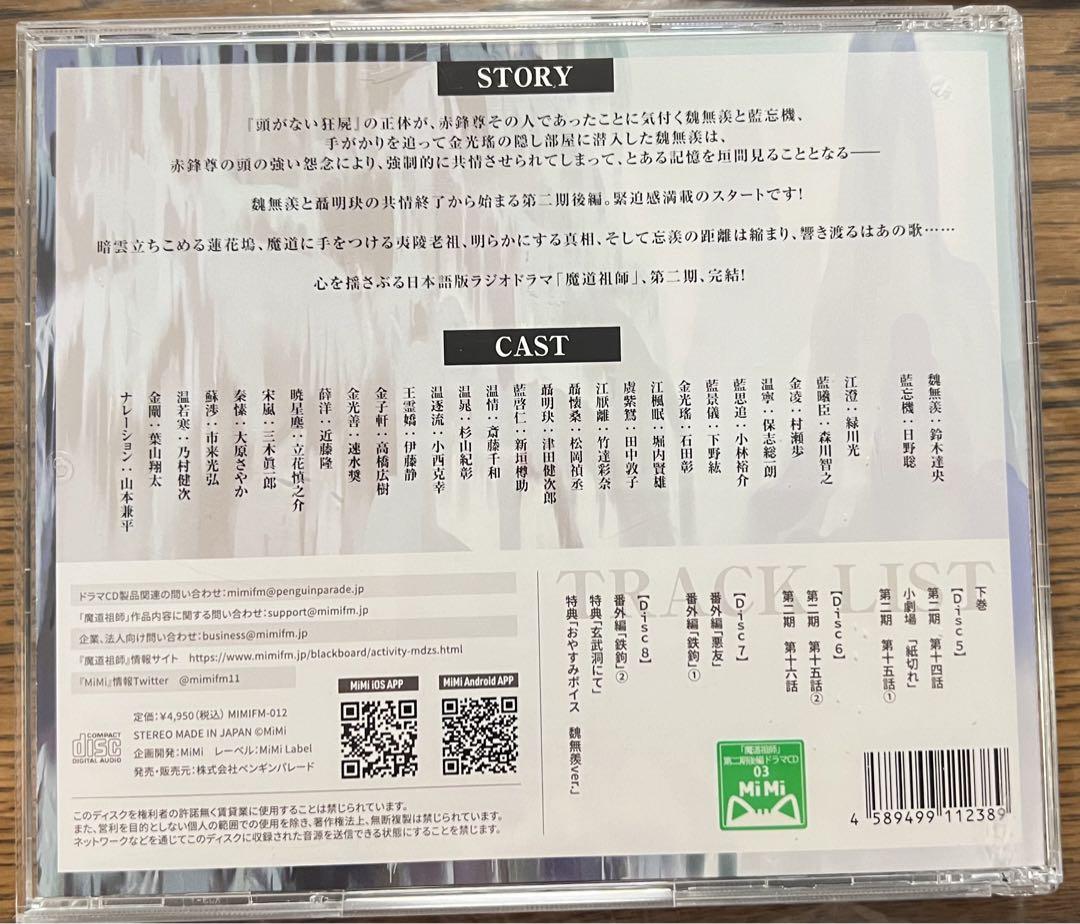 STORY
『頭がない狂屍』の正体が、赤鋒尊その人であったことに気付く魏無羨と藍忘機、
手がかりを追って金光瑤の隠し部屋に潜入した魏無羨は、
赤鋒尊の頭の強い怨念により、強制的に共情させられてしまって、とある記憶を垣間見ることとなる――
魏無羨と聶明玦の共情終了から始まる第二期後編。緊迫感満載のスタートです!
暗雲立ちこめる蓮花塢、魔道に手をつける夷陵老祖、明らかにする真相、そして忘羨の距離は縮まり、響き渡るはあの歌……
心を揺さぶる日本語版ラジオドラマ「魔道祖師」、第二期、完結!
CAST
魏無羨:鈴木達央
藍忘機:日野聡
江澄:緑川光
藍曦臣:森川智之
金凌:村瀬歩
温寧:保志総一朗
藍思追:小林裕介
藍景儀:下野紘
金光瑤:石田彰
江楓眠:堀内賢雄
虞紫鴛:田中敦子
江厭離:竹達彩奈
聶懐桑:松岡禎丞
聶明玦:津田健次郎
藍啓仁:新垣樽助
温情:斎藤千和
温晁:杉山紀彰
温逐流:小西克幸
王霊嬌:伊藤静
金子軒:高橋広樹
金光善:速水奨
薛洋:近藤隆
暁星塵:立花慎之介
宋嵐:三木眞一郎
秦愫:大原さやか
蘇渉:市来光弘
温若寒:乃村健次
金闡:葉山翔太
ナレーション:山本兼平
TRACK LIST
下巻
【Disc 5】
第二期 第十四話
小劇場 「紙切れ」
第二期 第十五話①
【Disc 6】
第二期 第十五話②
第二期 第十六話
【Disc 7】
番外編「悪友」
番外編「鉄鉤」①
【Disc 8】
番外編「鉄鉤」②
特典「玄武洞にて」
特典「おやすみボイス 魏無羨ver.」
ドラマCD製品関連の問い合わせ:mimifm@penguinparade.jp
「魔道祖師」作品内容に関する問い合わせ:support@mimifm.jp
企業、法人向け問い合わせ:business@mimifm.jp
『魔道祖師』情報サイト https://www.mimifm.jp/blackboard/activity-mdzs.html
『MiMi』情報Twitter @mimifm11
MiMi iOS APP
MiMi Android APP
COMPACT
disc
DIGITAL AUDIO
定価:¥4,950(税込) MIMIFM-012
STEREO MADE IN JAPAN ©MiMi
企画開発:MiMi レーベル:MiMi Label
発売・販売元:株式会社ペンギンパレード
このディスクを権利者の許諾無く賃貸業に使用することは禁じられています。
また、営利を目的としない個人の範囲での使用を除き、著作権法上、無断複製は禁じられています。
ネットワークなどを通じてこのディスクに収録された音源を送信できる状態にすることを禁じます。
「魔道祖師」
第二期後編ドラマCD
03
MiMi
4 589499 112389